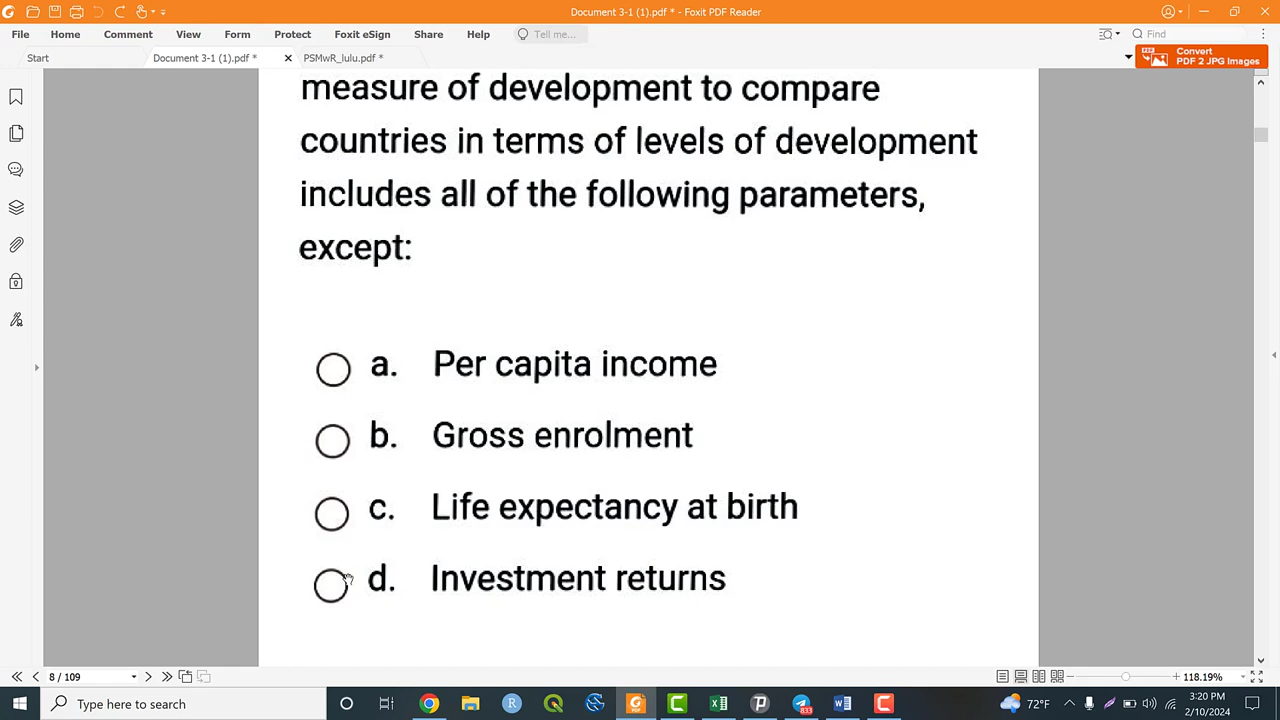 Document 3-1 (1).pdf * - Foxit PDF Reader
File Home Comment View Form Protect Foxit eSign Share Help Tell me... Find
Start Document 3-1 (1).pdf * PSMwR_lulu.pdf *
Convert
PDF 2 JPG Images
measure of development to compare
countries in terms of levels of development
includes all of the following parameters,
except:
a. Per capita income
b. Gross enrolment
c. Life expectancy at birth
d. Investment returns
8 / 109 118.19%
Type here to search
833
72°F
3:20 PM
2/10/2024